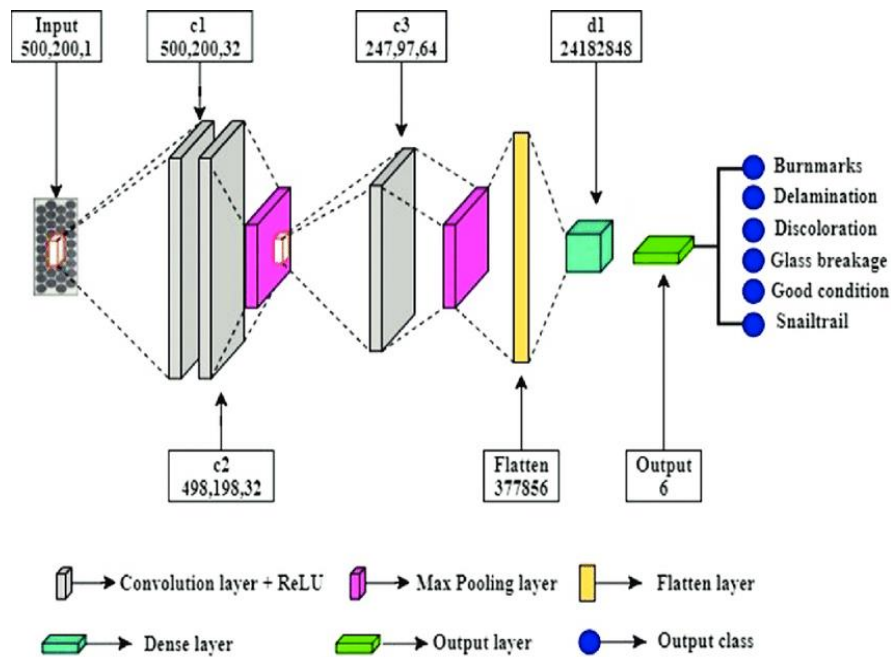 Input
500,200,1
c1
500,200,32
c3
247,97,64
d1
24182848
Burnmarks
Delamination
Discoloration
Glass breakage
Good condition
Snailtrail
c2
498,198,32
Flatten
377856
Output
6
Convolution layer + ReLU
Max Pooling layer
Flatten layer
Dense layer
Output layer
Output class